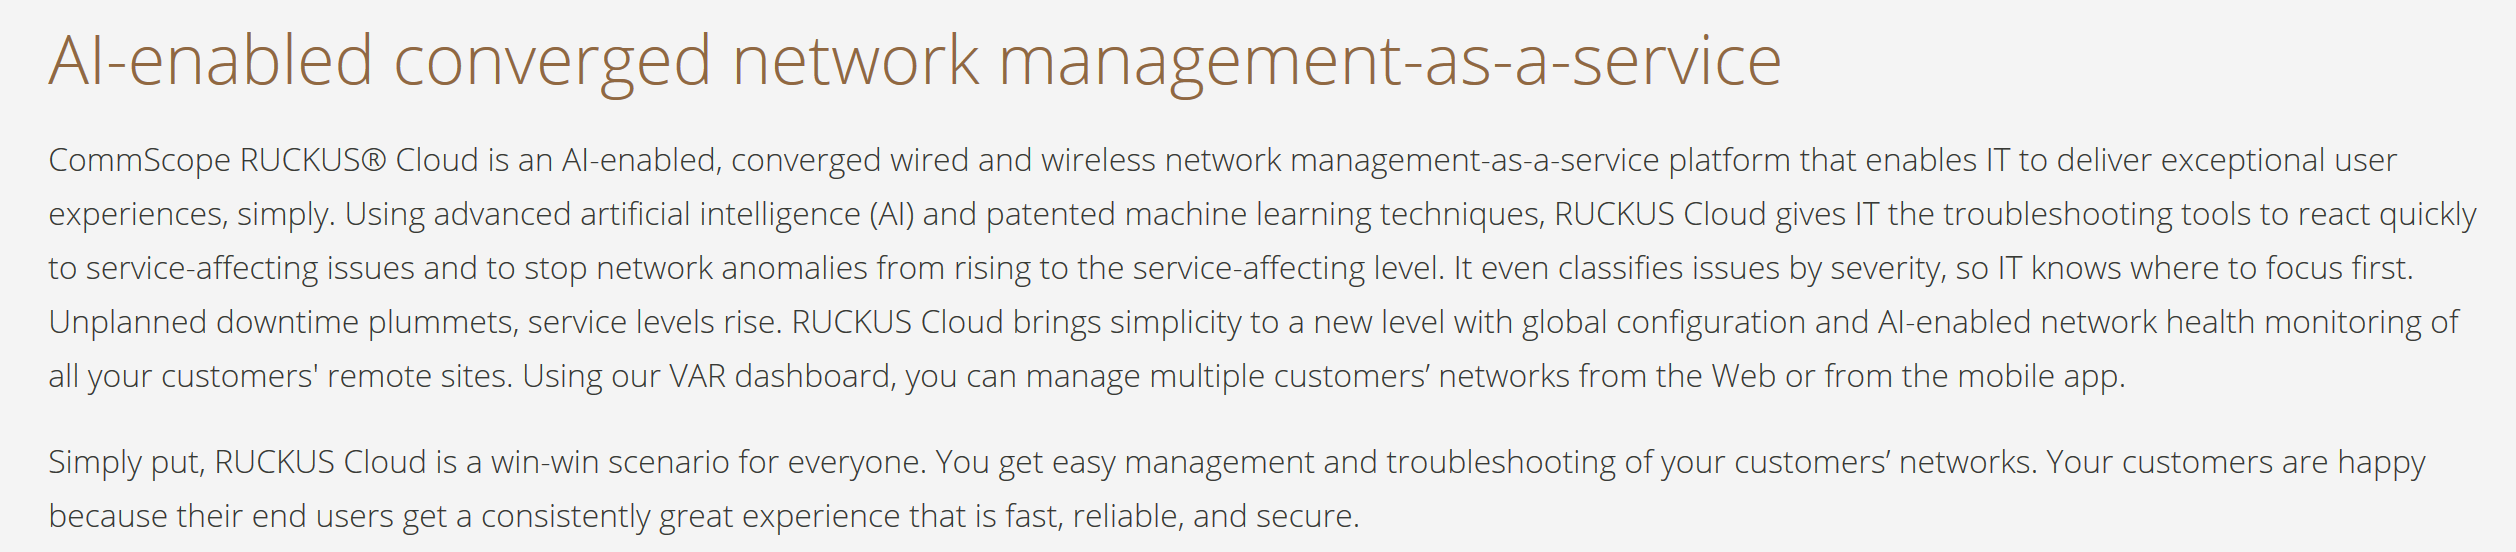 AI-enabled converged network management-as-a-service
CommScope RUCKUS® Cloud is an AI-enabled, converged wired and wireless network management-as-a-service platform that enables IT to deliver exceptional user
experiences, simply. Using advanced artificial intelligence (AI) and patented machine learning techniques, RUCKUS Cloud gives IT the troubleshooting tools to react quickly
to service-affecting issues and to stop network anomalies from rising to the service-affecting level. It even classifies issues by severity, so IT knows where to focus first.
Unplanned downtime plummets, service levels rise. RUCKUS Cloud brings simplicity to a new level with global configuration and AI-enabled network health monitoring of
all your customers' remote sites. Using our VAR dashboard, you can manage multiple customers’ networks from the Web or from the mobile app.
Simply put, RUCKUS Cloud is a win-win scenario for everyone. You get easy management and troubleshooting of your customers’ networks. Your customers are happy
because their end users get a consistently great experience that is fast, reliable, and secure.